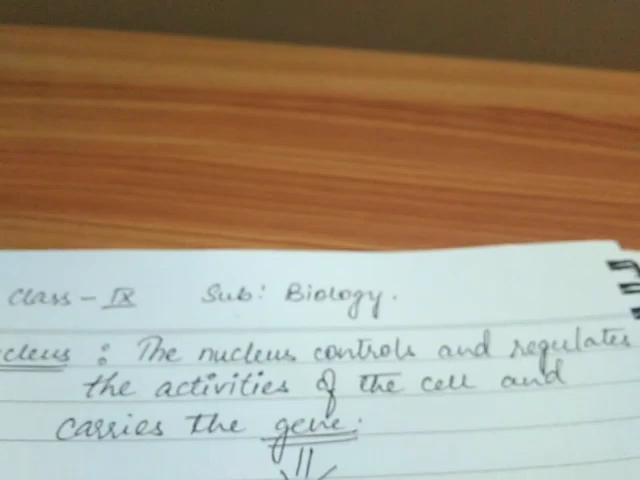 Class - IX Sub: Biology.
cleus : The nucleus controls and regulates
the activities of the cell and
carries the gene.